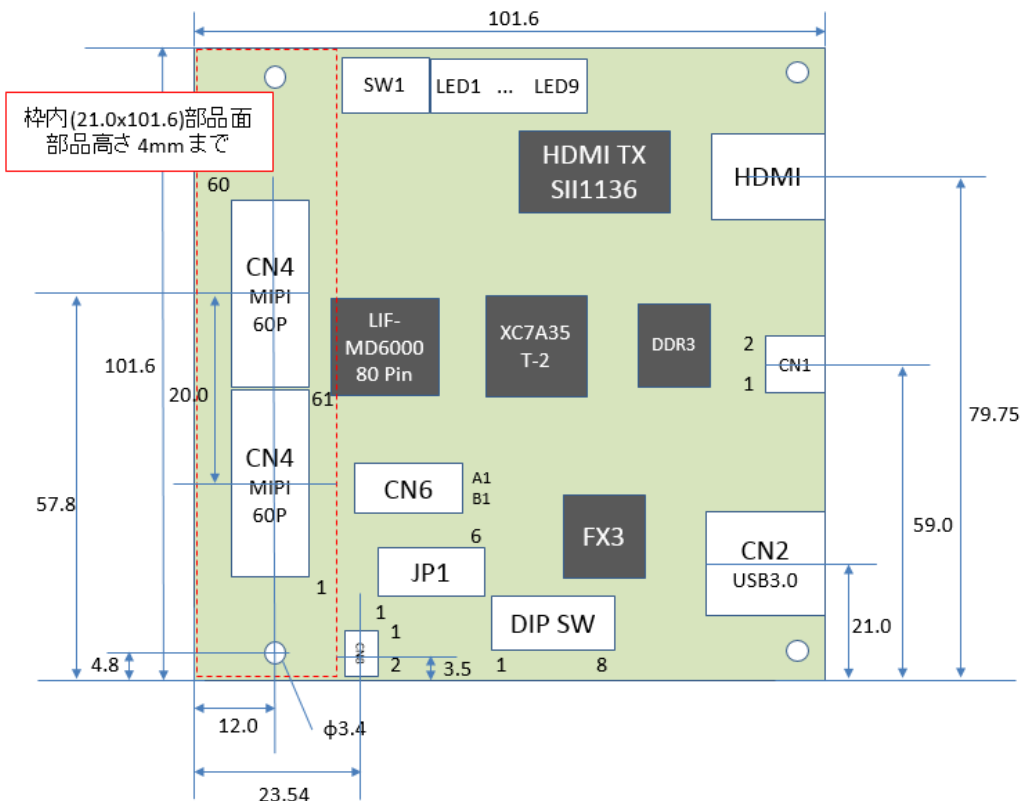 101.6
SW1
LED1 ... LED9
枠内(21.0x101.6)部品面
部品高さ 4mm まで
HDMI TX
SII1136
HDMI
60
CN4
MIPI
60P
LIF-
MD6000
80 Pin
XC7A35
T-2
DDR3
2
CN1
1
101.6
20.0
61
79.75
CN4
MIPI
60P
CN6
A1
B1
57.8
59.0
6
FX3
CN2
USB3.0
JP1
1
1
1
DIP SW
21.0
CN8
4.8
2
3.5
1
8
12.0
ф3.4
23.54